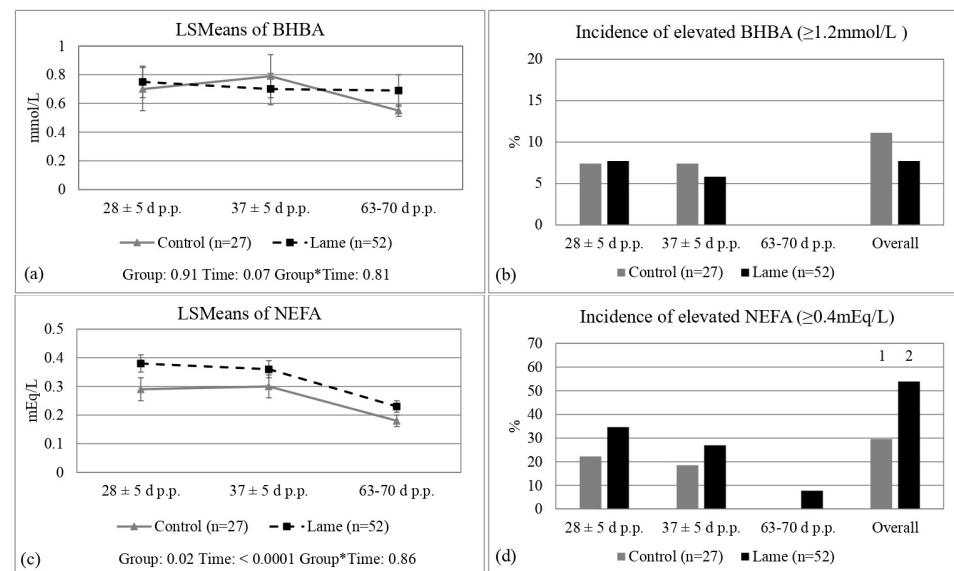 LSMeans of BHBA
1
0.8
0.6
0.4
0.2
0
mmol/L
28 ± 5 d p.p.
37 ± 5 d p.p.
63-70 d p.p.
Control (n=27)
Lame (n=52)
(a)
Group: 0.91 Time: 0.07 Group*Time: 0.81
Incidence of elevated BHBA (≥1.2mmol/L )
20
15
10
5
0
%
28 ± 5 d p.p.
37 ± 5 d p.p.
63-70 d p.p.
Overall
Control (n=27)
Lame (n=52)
(b)
LSMeans of NEFA
0.5
0.4
0.3
0.2
0.1
0
mEq/L
28 ± 5 d p.p.
37 ± 5 d p.p.
63-70 d p.p.
Control (n=27)
Lame (n=52)
(c)
Group: 0.02 Time: < 0.0001 Group*Time: 0.86
Incidence of elevated NEFA (≥0.4mEq/L)
70
60
50
40
30
20
10
0
%
1 2
28 ± 5 d p.p.
37 ± 5 d p.p.
63-70 d p.p.
Overall
Control (n=27)
Lame (n=52)
(d)